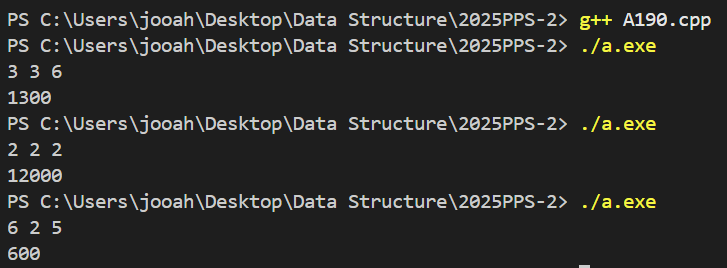 PS C:\Users\jooah\Desktop\Data Structure\2025PPS-2> g++ A190.cpp
PS C:\Users\jooah\Desktop\Data Structure\2025PPS-2> ./a.exe
3 3 6
1300
PS C:\Users\jooah\Desktop\Data Structure\2025PPS-2> ./a.exe
2 2 2
12000
PS C:\Users\jooah\Desktop\Data Structure\2025PPS-2> ./a.exe
6 2 5
600